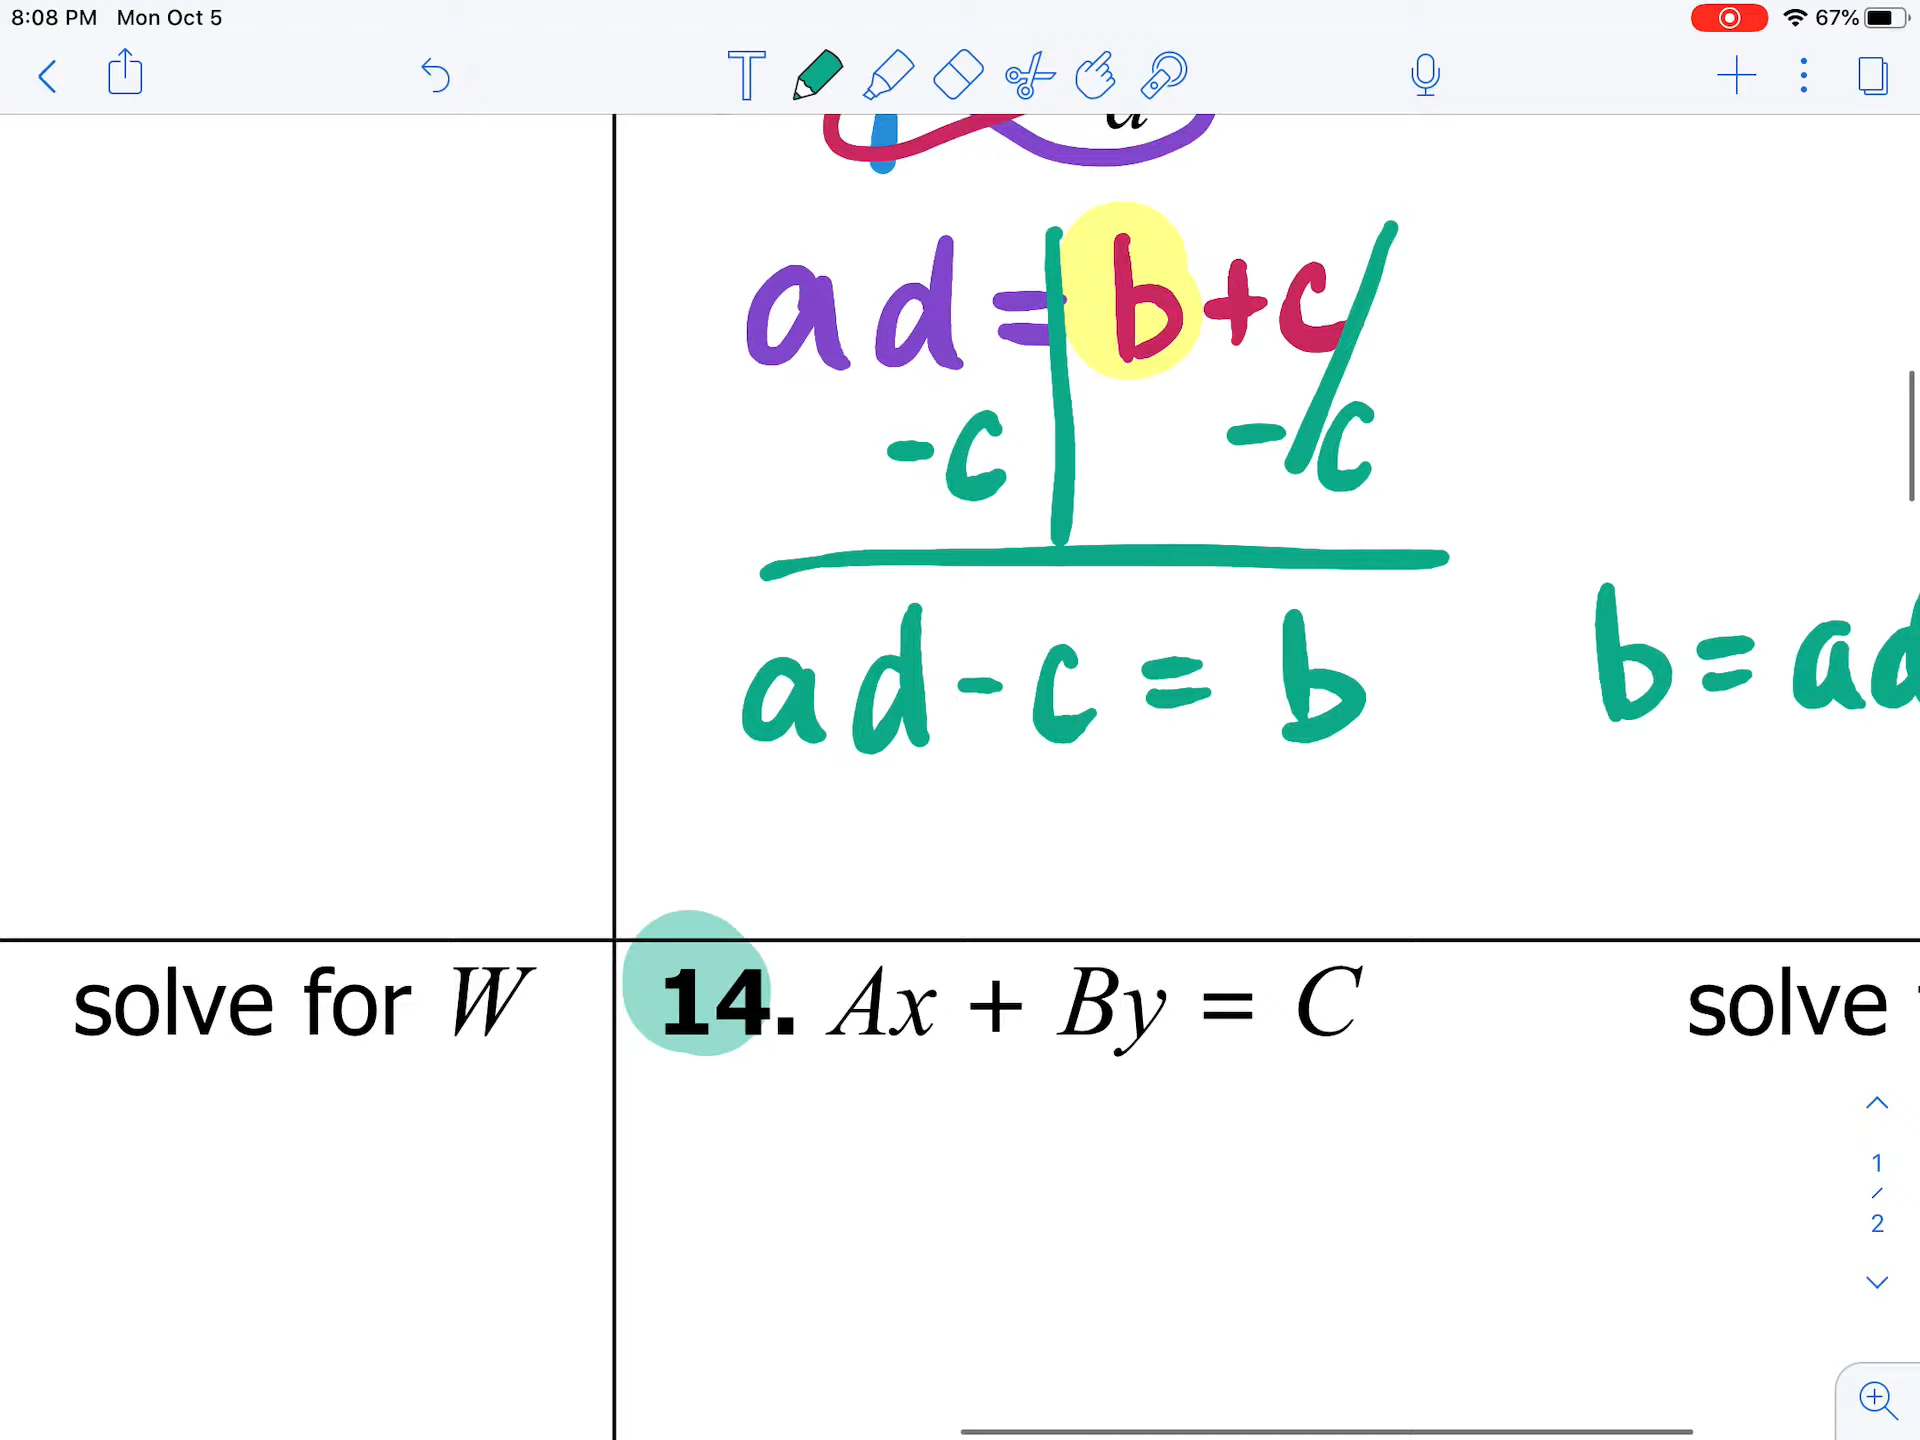 8:08 PM Mon Oct 5 67%
T
ad = b + c
-c -c
ad - c = b b = ad
solve for W 14. Ax + By = C solve
1
/
2